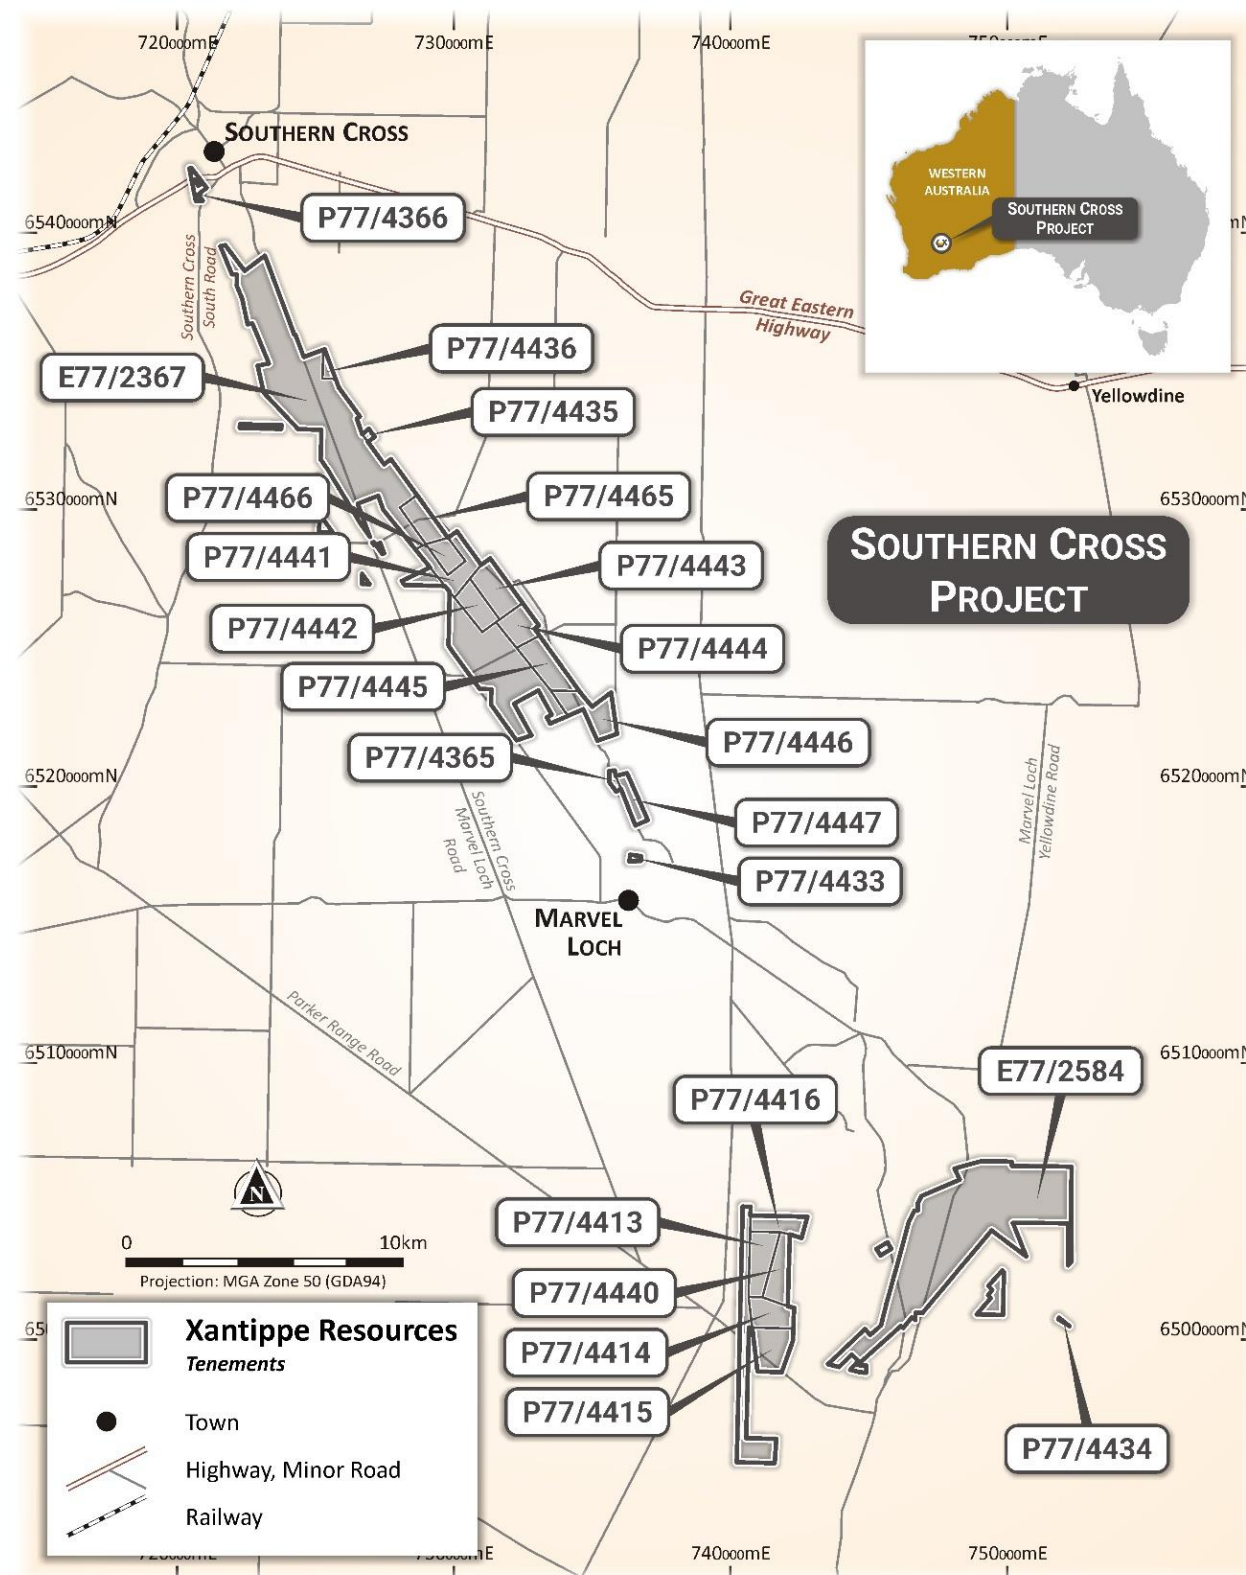 720000mE
730000mE
740000mE
SOUTHERN CROSS
WESTERN
AUSTRALIA
SOUTHERN CROSS
PROJECT
P77/4366
6540000mN
Southern Cross
South Road
Great Eastern
Highway
P77/4436
E77/2367
Yellowdine
P77/4435
P77/4466
P77/4465
6530000mN
6530000mN
SOUTHERN CROSS
PROJECT
P77/4441
P77/4443
P77/4442
P77/4444
P77/4445
P77/4446
P77/4365
6520000mN
6520000mN
Marvel Loch
Yellowdine Road
Southern Cross
Marvel Loch
Road
P77/4447
P77/4433
MARVEL
LOCH
Parker Range Road
6510000mN
6510000mN
E77/2584
P77/4416
N
P77/4413
0
10km
Projection: MGA Zone 50 (GDA94)
P77/4440
6500000mN
P77/4414
P77/4415
P77/4434
Xantippe Resources
Tenements
Town
Highway, Minor Road
Railway
740000mE
750000mE